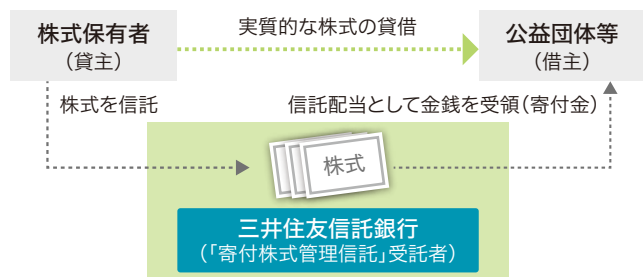 株式保有者
（貸主）
実質的な株式の貸借
公益団体等
（借主）
株式を信託
信託配当として金銭を受領（寄付金）
株式
三井住友信託銀行
（「寄付株式管理信託」受託者）